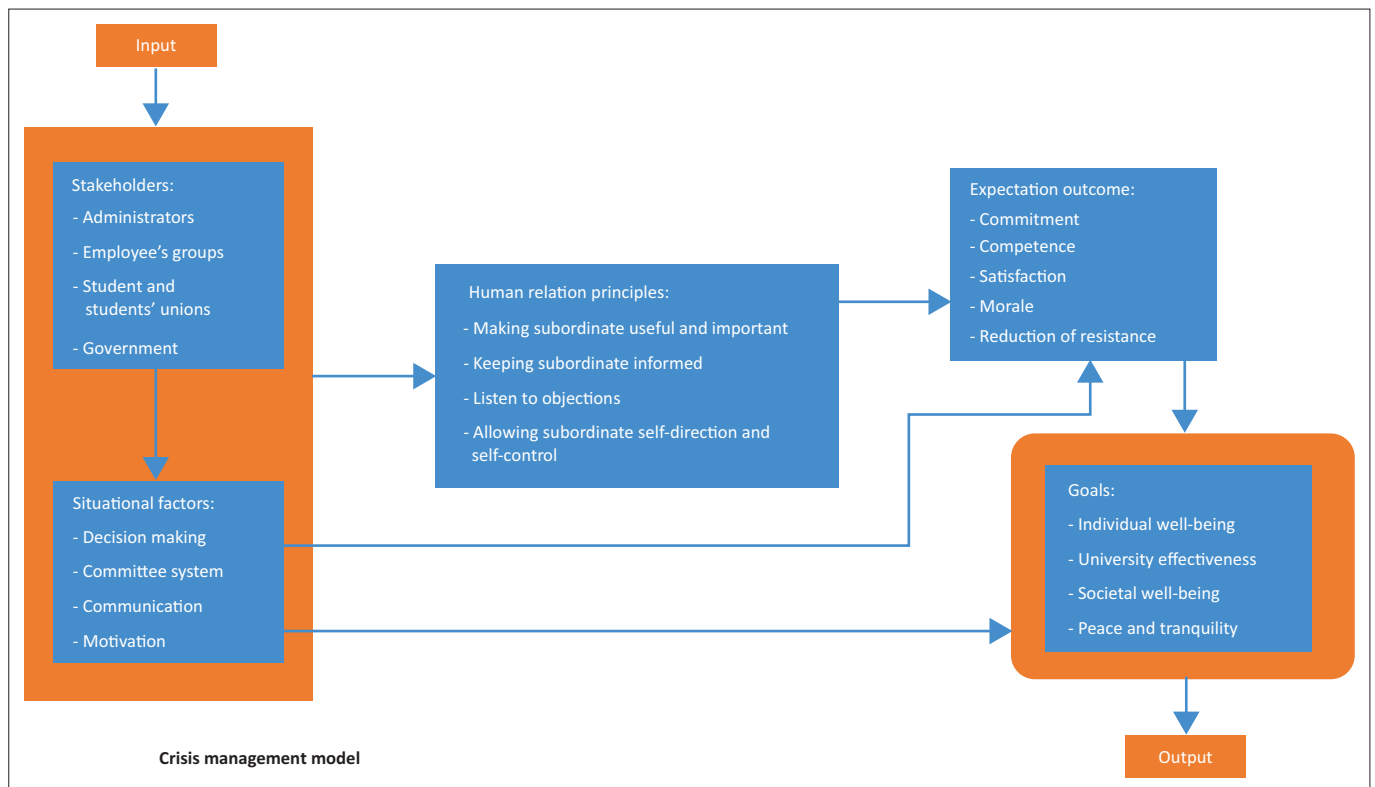 Input
Stakeholders:
- Administrators
- Employee's groups
- Student and
students' unions
- Government
Situational factors:
- Decision making
- Committee system
- Communication
- Motivation
Human relation principles:
- Making subordinate useful and important
- Keeping subordinate informed
- Listen to objections
- Allowing subordinate self-direction and
self-control
Expectation outcome:
- Commitment
- Competence
- Satisfaction
- Morale
- Reduction of resistance
Goals:
- Individual well-being
- University effectiveness
- Societal well-being
- Peace and tranquility
Output
Crisis management model